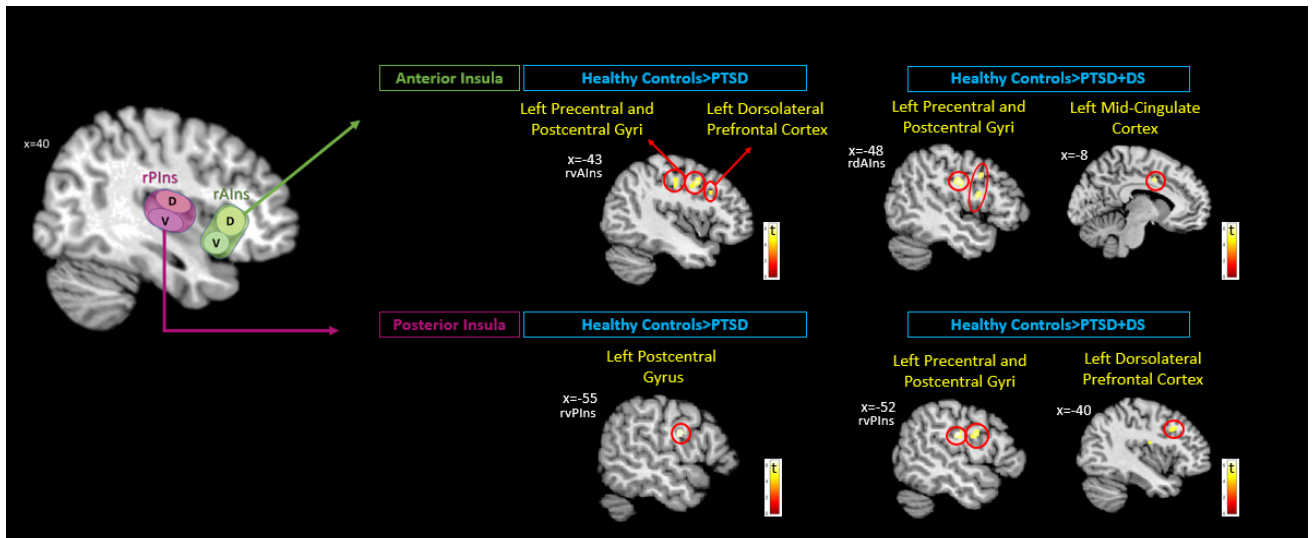 x=40
rPIns
rAIns
D
V
D
V
Anterior Insula
Healthy Controls>PTSD
Left Precentral and
Postcentral Gyri
Left Dorsolateral
Prefrontal Cortex
x=-43
rvAIns
t
Healthy Controls>PTSD+DS
Left Precentral and
Postcentral Gyri
Left Mid-Cingulate
Cortex
x=-48
rdAIns
x=-8
t
Posterior Insula
Healthy Controls>PTSD
Left Postcentral
Gyrus
x=-55
rvPIns
t
Healthy Controls>PTSD+DS
Left Precentral and
Postcentral Gyri
Left Dorsolateral
Prefrontal Cortex
x=-52
rvPIns
x=-40
t